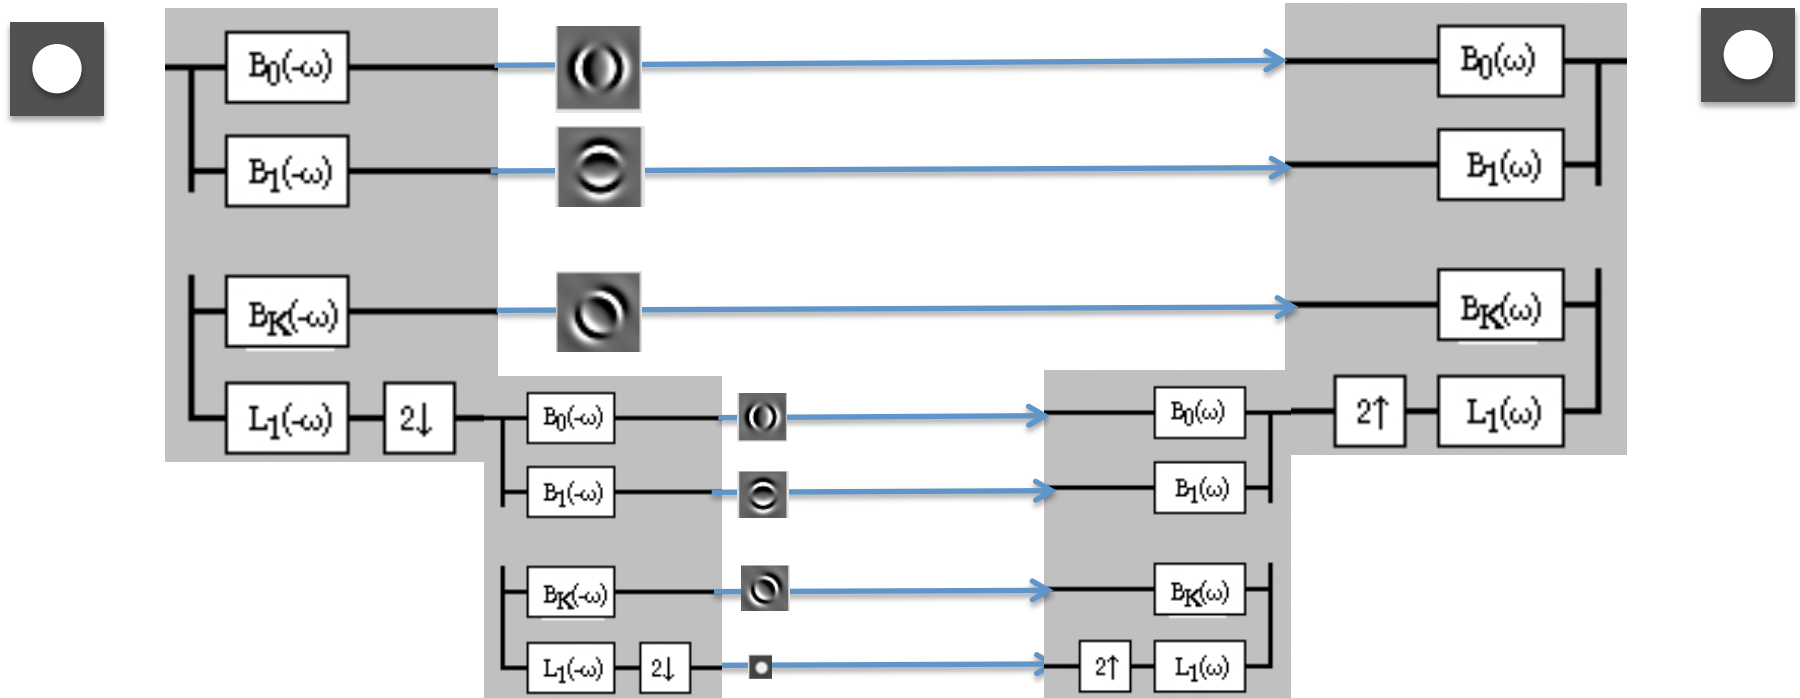 B0(-ω)
B0(ω)
B1(-ω)
B1(ω)
BK(-ω)
BK(ω)
L1(-ω)
2↓
B0(-ω)
B0(ω)
2↑
L1(ω)
B1(-ω)
B1(ω)
BK(-ω)
BK(ω)
L1(-ω)
2↓
2↑
L1(ω)